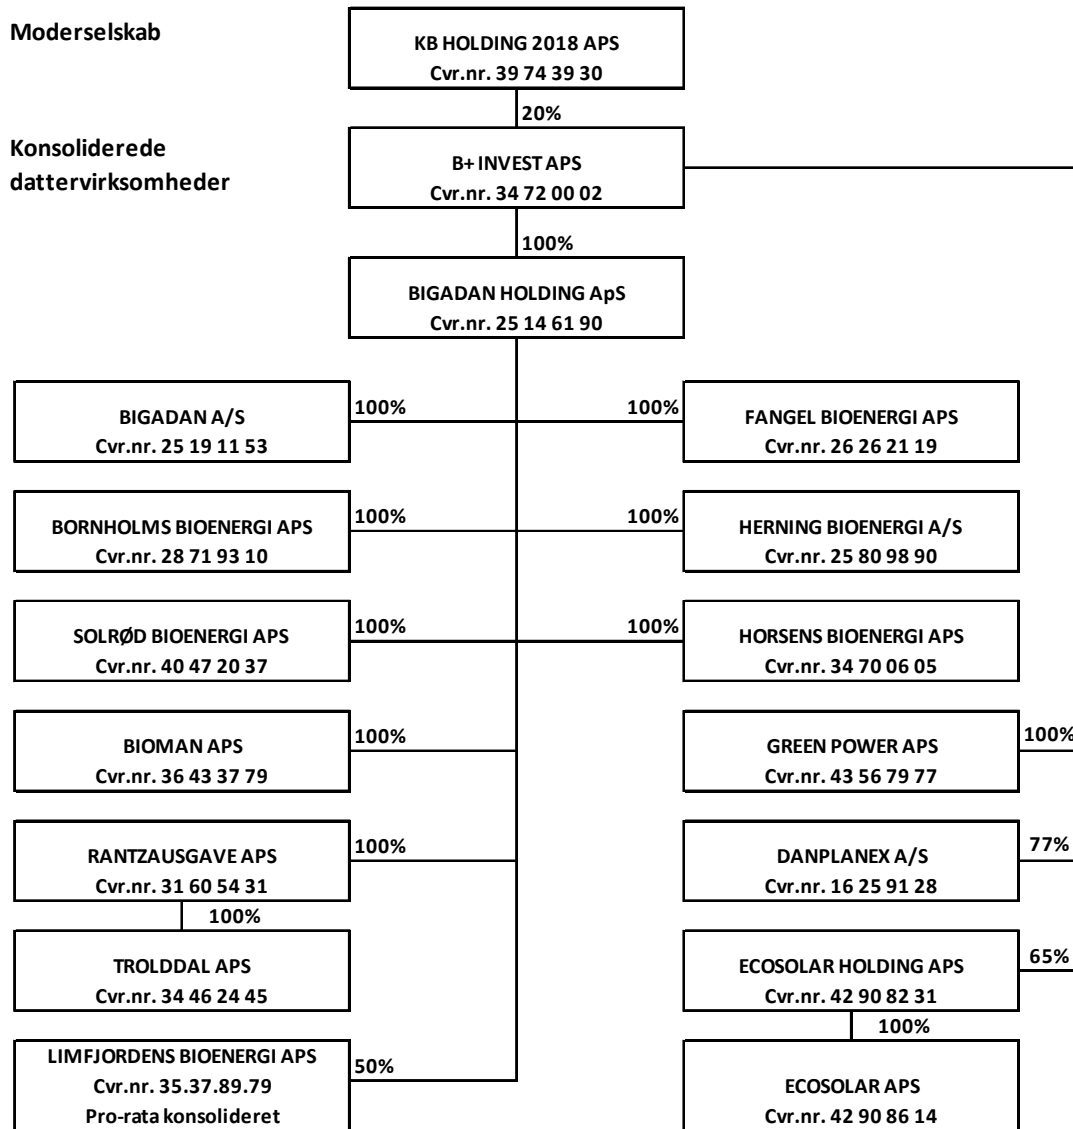 Moderselskab
KB HOLDING 2018 APS
Cvr.nr. 39 74 39 30
20%
Konsoliderede
dattervirksomheder
B+ INVEST APS
Cvr.nr. 34 72 00 02
100%
BIGADAN HOLDING ApS
Cvr.nr. 25 14 61 90
BIGADAN A/S
Cvr.nr. 25 19 11 53
100%
100%
FANGEL BIOENERGI APS
Cvr.nr. 26 26 21 19
BORNHOLMS BIOENERGI APS
Cvr.nr. 28 71 93 10
100%
100%
HERNING BIOENERGI A/S
Cvr.nr. 25 80 98 90
SOLRØD BIOENERGI APS
Cvr.nr. 40 47 20 37
100%
100%
HORSENS BIOENERGI APS
Cvr.nr. 34 70 06 05
BIOMAN APS
Cvr.nr. 36 43 37 79
100%
GREEN POWER APS
Cvr.nr. 43 56 79 77
100%
RANTZAUSGAVE APS
Cvr.nr. 31 60 54 31
100%
DANPLANEX A/S
Cvr.nr. 16 25 91 28
77%
100%
TROLDDAL APS
Cvr.nr. 34 46 24 45
ECOSOLAR HOLDING APS
Cvr.nr. 42 90 82 31
65%
100%
LIMFJORDENS BIOENERGI APS
Cvr.nr. 35.37.89.79
Pro-rata konsolideret
50%
ECOSOLAR APS
Cvr.nr. 42 90 86 14